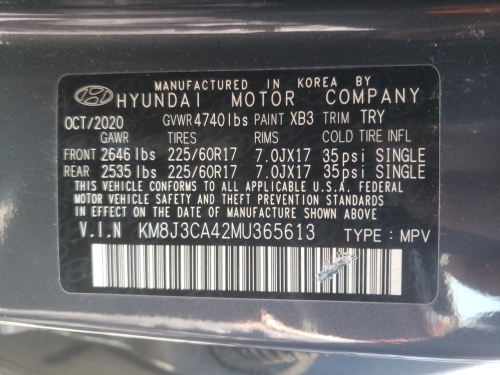 MANUFACTURED IN KOREA BY
HYUNDAI MOTOR COMPANY
OCT/2020 GVWR 4740lbs PAINT XB3 TRIM TRY
GAWR TIRES RIMS COLD TIRE INFL
FRONT 2646lbs 225/60R17 7.0JX17 35psi SINGLE
REAR 2535lbs 225/60R17 7.0JX17 35psi SINGLE
THIS VEHICLE CONFORMS TO ALL APPLICABLE U.S.A. FEDERAL
MOTOR VEHICLE SAFETY AND THEFT PREVENTION STANDARDS
IN EFFECT ON THE DATE OF MANUFACTURE SHOWN ABOVE.
V.I.N KM8J3CA42MU365613 TYPE : MPV